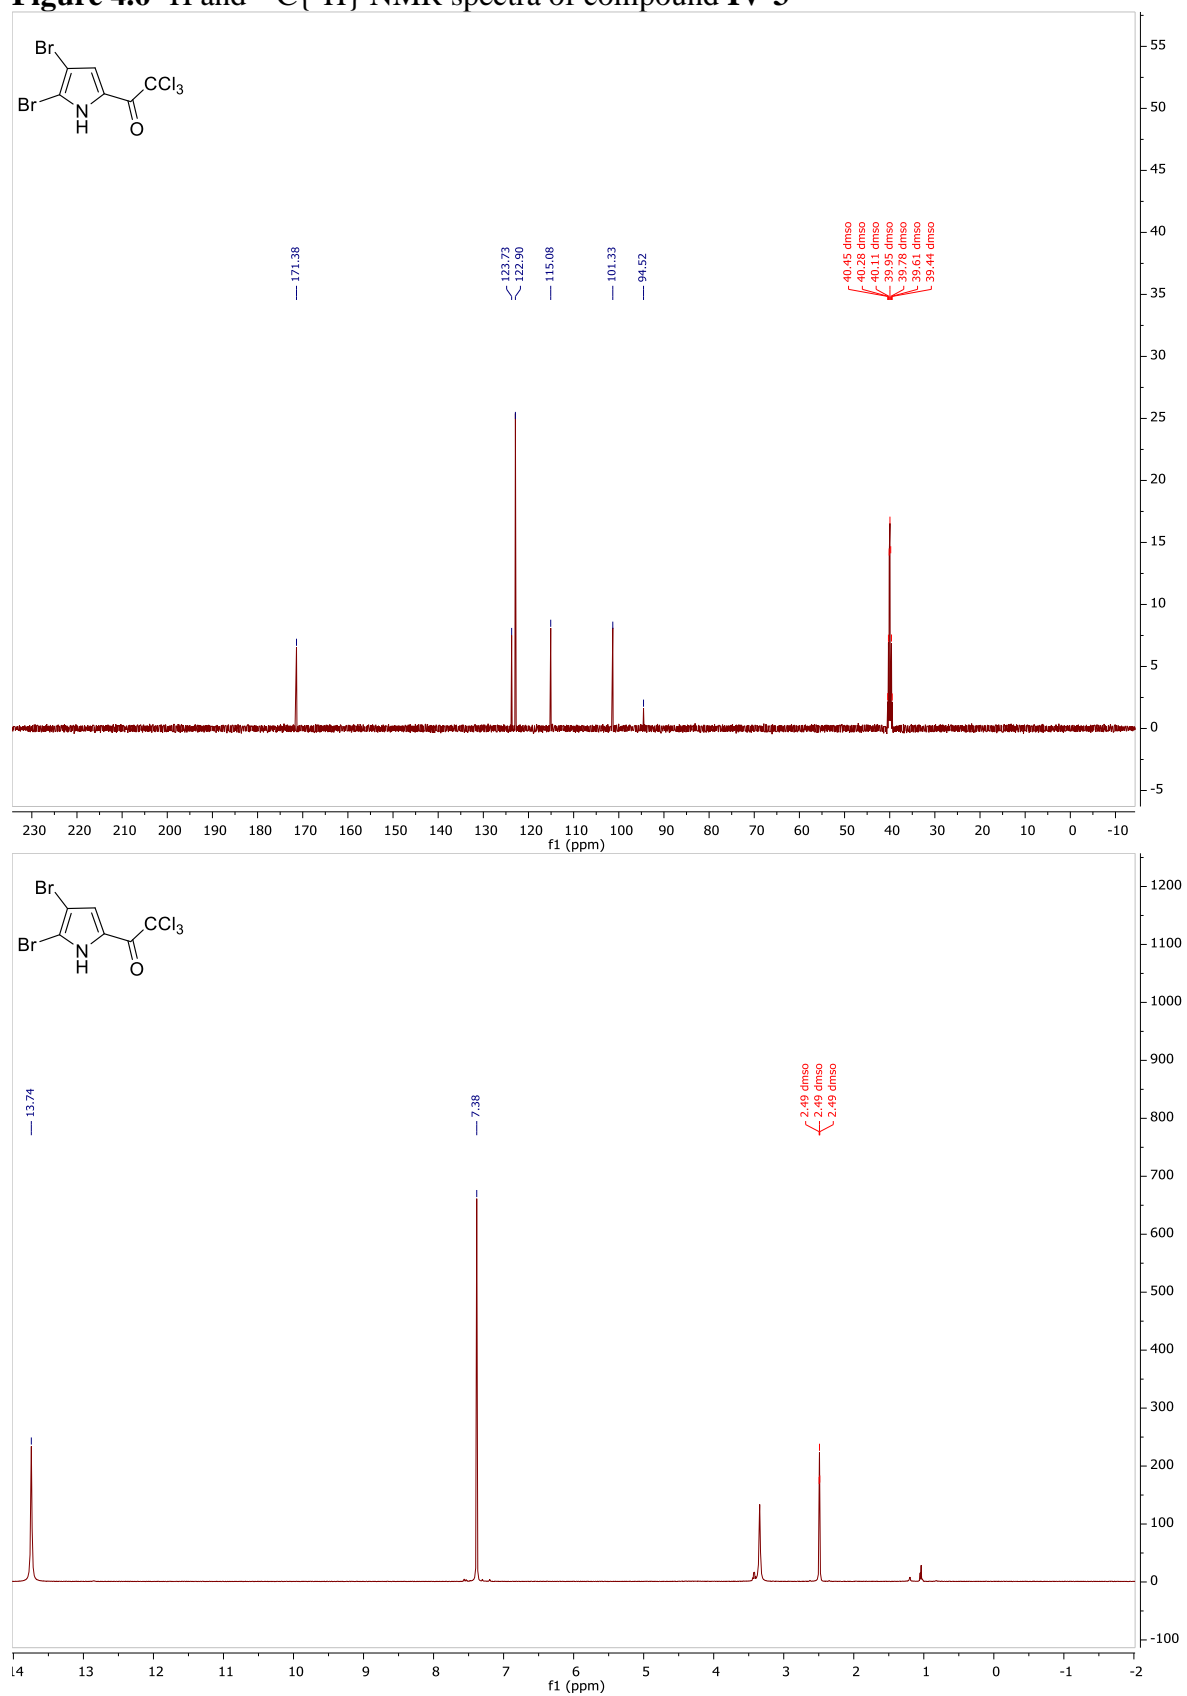 Figure 4.6 ¹H and ¹³C{¹H} NMR spectra of compound IV-3
Br
CCl3
Br
N
H
O
171.38
123.73
122.90
115.08
101.33
94.52
40.45 dmso
40.28 dmso
40.11 dmso
39.95 dmso
39.78 dmso
39.61 dmso
39.44 dmso
55
50
45
40
35
30
25
20
15
10
5
0
-5
230 220 210 200 190 180 170 160 150 140 130 120 110 100 90 80 70 60 50 40 30 20 10 0 -10
f1 (ppm)
Br
CCl3
Br
N
H
O
13.74
7.38
2.49 dmso
2.49 dmso
2.49 dmso
1200
1100
1000
900
800
700
600
500
400
300
200
100
0
-100
14 13 12 11 10 9 8 7 6 5 4 3 2 1 0 -1 -2
f1 (ppm)